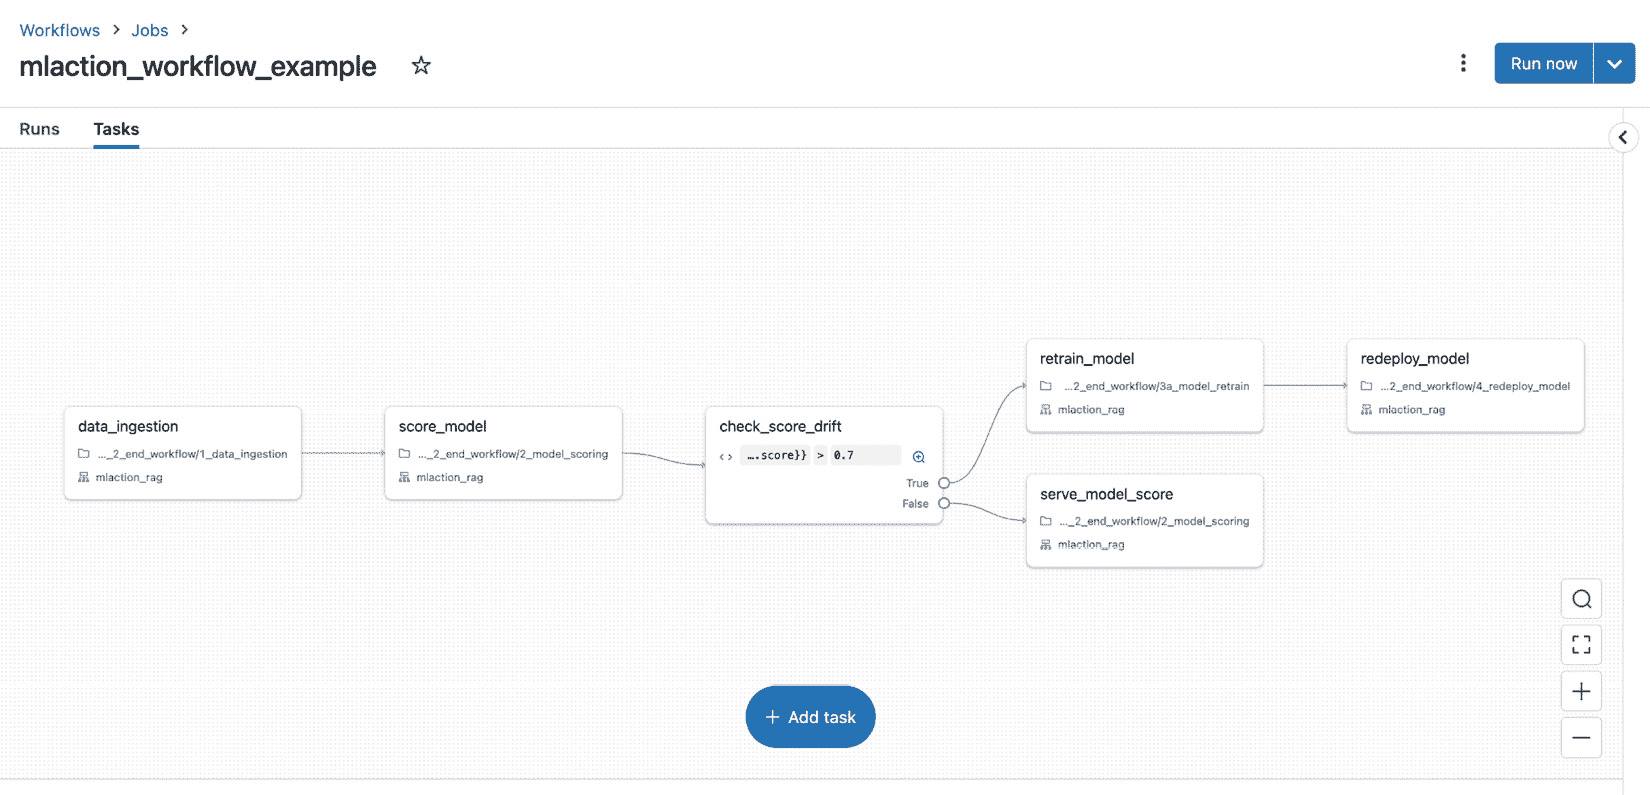 Workflows > Jobs >
mlaction_workflow_example
Run now
Runs
Tasks
data_ingestion
..._2_end_workflow/1_data_ingestion
mlaction_rag
score_model
..._2_end_workflow/2_model_scoring
mlaction_rag
check_score_drift
....score}} > 0.7
True
False
retrain_model
...2_end_workflow/3a_model_retrain
mlaction_rag
redeploy_model
...2_end_workflow/4_redeploy_model
mlaction_rag
serve_model_score
..._2_end_workflow/2_model_scoring
mlaction_rag
+ Add task